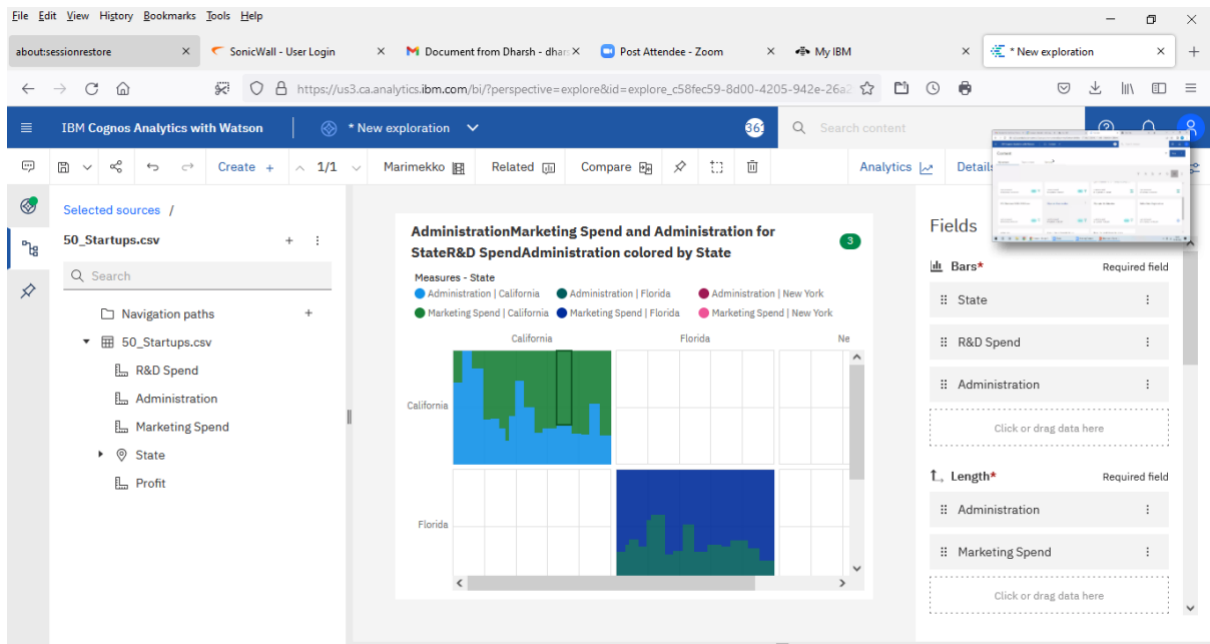 File Edit View History Bookmarks Tools Help
about:sessionrestore
SonicWall - User Login
Document from Dharsh - dhar
Post Attendee - Zoom
My IBM
* New exploration
https://us3.ca.analytics.ibm.com/bi/?perspective=explore&id=explore_c58fec59-8d00-4205-942e-26a2
IBM Cognos Analytics with Watson
* New exploration
361
Search content
Create + 1/1 Marimekko Related Compare Analytics Details
Selected sources /
50_Startups.csv
Search
Navigation paths
50_Startups.csv
R&D Spend
Administration
Marketing Spend
State
Profit
AdministrationMarketing Spend and Administration for
StateR&D SpendAdministration colored by State
3
Measures - State
Administration | California Administration | Florida Administration | New York
Marketing Spend | California Marketing Spend | Florida Marketing Spend | New York
California Florida Ne
California
Florida
Fields
Bars* Required field
State
R&D Spend
Administration
Click or drag data here
Length* Required field
Administration
Marketing Spend
Click or drag data here